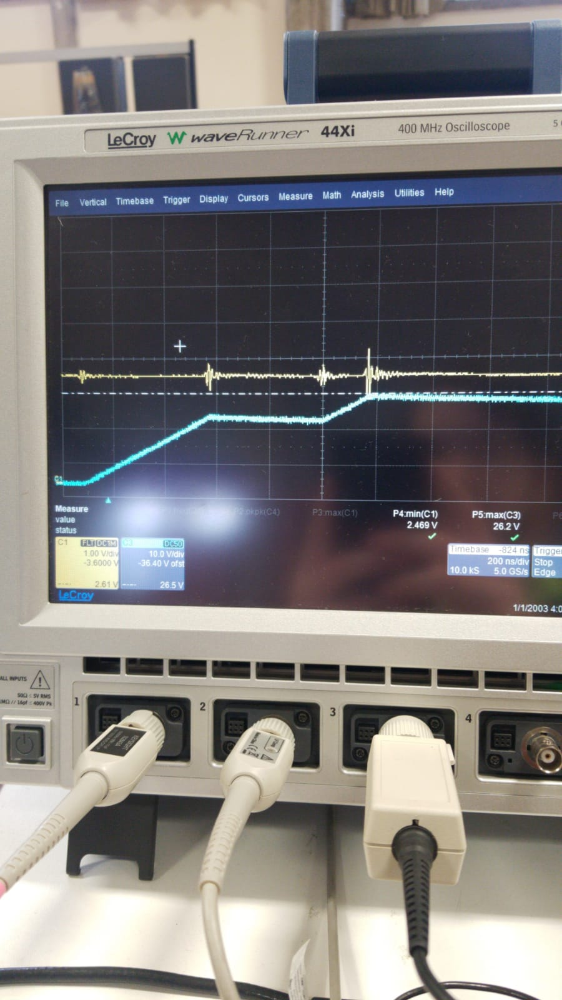 LeCroy waveRunner 44Xi 400 MHz Oscilloscope 5
File Vertical Timebase Trigger Display Cursors Measure Math Analysis Utilities Help
C1
Measure P2:pkpk(C4) P3:max(C1) P4:min(C1) P5:max(C3) P6
value 2.469 V 26.2 V
status
C1 FLT DC1M
1.00 V/div
-3.6000 V
2.61 V
C3 DC50
10.0 V/div
-36.40 V ofst
26.5 V
Timebase -824 ns
200 ns/div
10.0 kS 5.0 GS/s
Trigger
Stop
Edge
LeCroy
1/1/2003 4:0
ALL INPUTS
50Ω ≤ 5V RMS
1MΩ // 16pf ≤ 400V Pk
1
2
3
4
KEYSIGHT